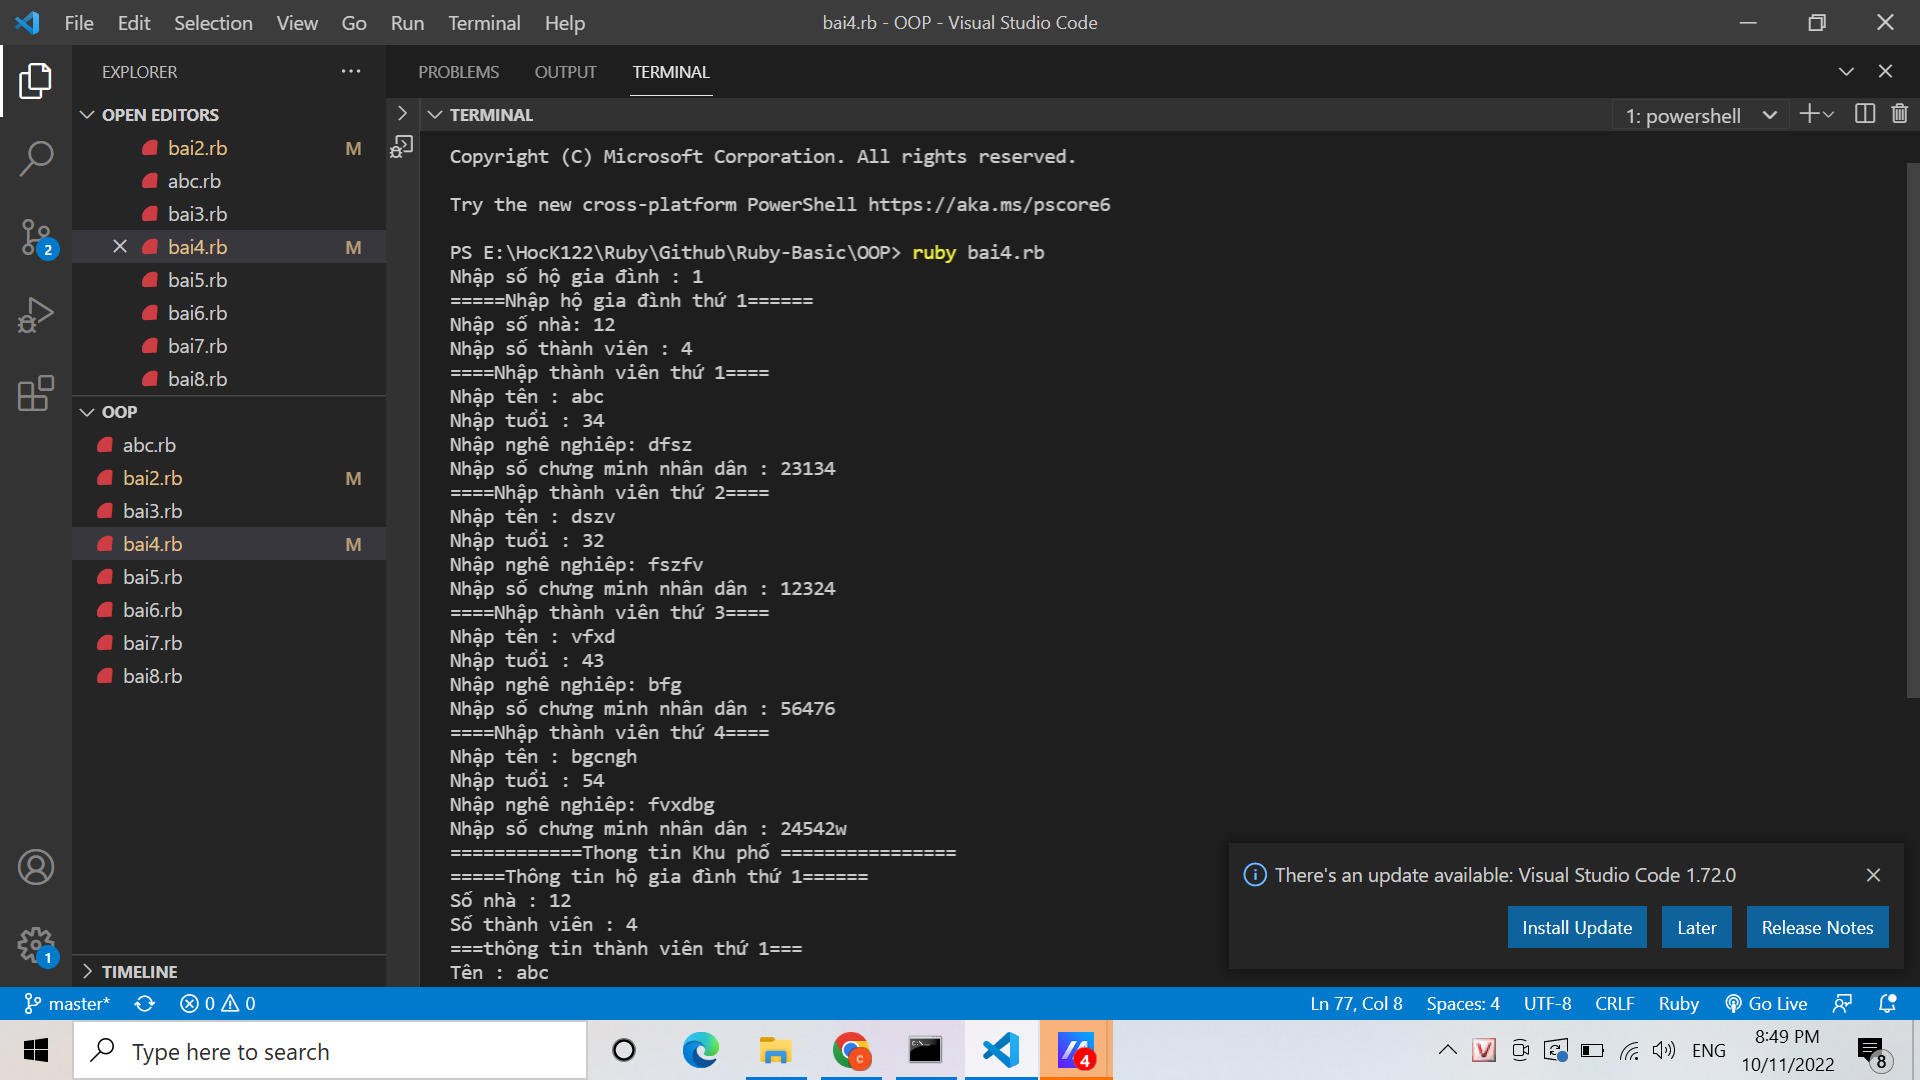 File Edit Selection View Go Run Terminal Help
bai4.rb - OOP - Visual Studio Code
EXPLORER
OPEN EDITORS
bai2.rb M
abc.rb
bai3.rb
bai4.rb M
bai5.rb
bai6.rb
bai7.rb
bai8.rb
OOP
abc.rb
bai2.rb M
bai3.rb
bai4.rb M
bai5.rb
bai6.rb
bai7.rb
bai8.rb
TIMELINE
2
1
PROBLEMS OUTPUT TERMINAL
TERMINAL
1: powershell
Copyright (C) Microsoft Corporation. All rights reserved.
Try the new cross-platform PowerShell https://aka.ms/pscore6
PS E:\HocK122\Ruby\Github\Ruby-Basic\OOP> ruby bai4.rb
Nhập số hộ gia đình : 1
=====Nhập hộ gia đình thứ 1======
Nhập số nhà: 12
Nhập số thành viên : 4
====Nhập thành viên thứ 1====
Nhập tên : abc
Nhập tuổi : 34
Nhập nghê nghiêp: dfsz
Nhập số chưng minh nhân dân : 23134
====Nhập thành viên thứ 2====
Nhập tên : dszv
Nhập tuổi : 32
Nhập nghê nghiêp: fszfv
Nhập số chưng minh nhân dân : 12324
====Nhập thành viên thứ 3====
Nhập tên : vfxd
Nhập tuổi : 43
Nhập nghê nghiêp: bfg
Nhập số chưng minh nhân dân : 56476
====Nhập thành viên thứ 4====
Nhập tên : bgcngh
Nhập tuổi : 54
Nhập nghê nghiêp: fvxdbg
Nhập số chưng minh nhân dân : 24542w
============Thong tin Khu phố ================
=====Thông tin hộ gia đình thứ 1======
Số nhà : 12
Số thành viên : 4
===thông tin thành viên thứ 1===
Tên : abc
There's an update available: Visual Studio Code 1.72.0
Install Update Later Release Notes
master* 0 0
Ln 77, Col 8 Spaces: 4 UTF-8 CRLF Ruby Go Live
Type here to search
C
4
V
ENG
8:49 PM
10/11/2022
8